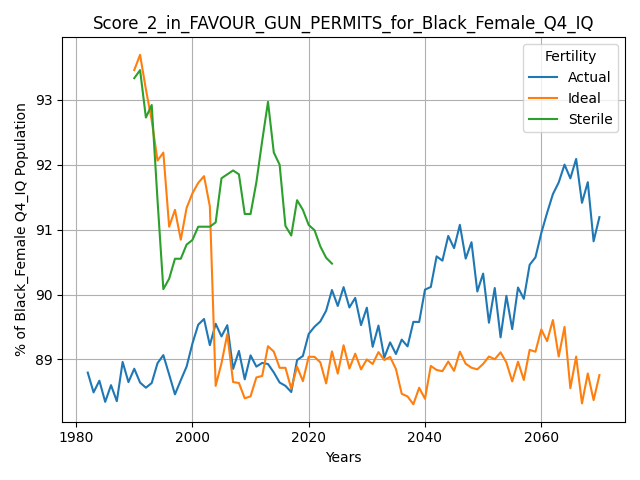 Score_2_in_FAVOUR_GUN_PERMITS_for_Black_Female_Q4_IQ
Fertility
Actual
Ideal
Sterile
% of Black_Female Q4_IQ Population
93
92
91
90
89
1980
2000
2020
2040
2060
Years